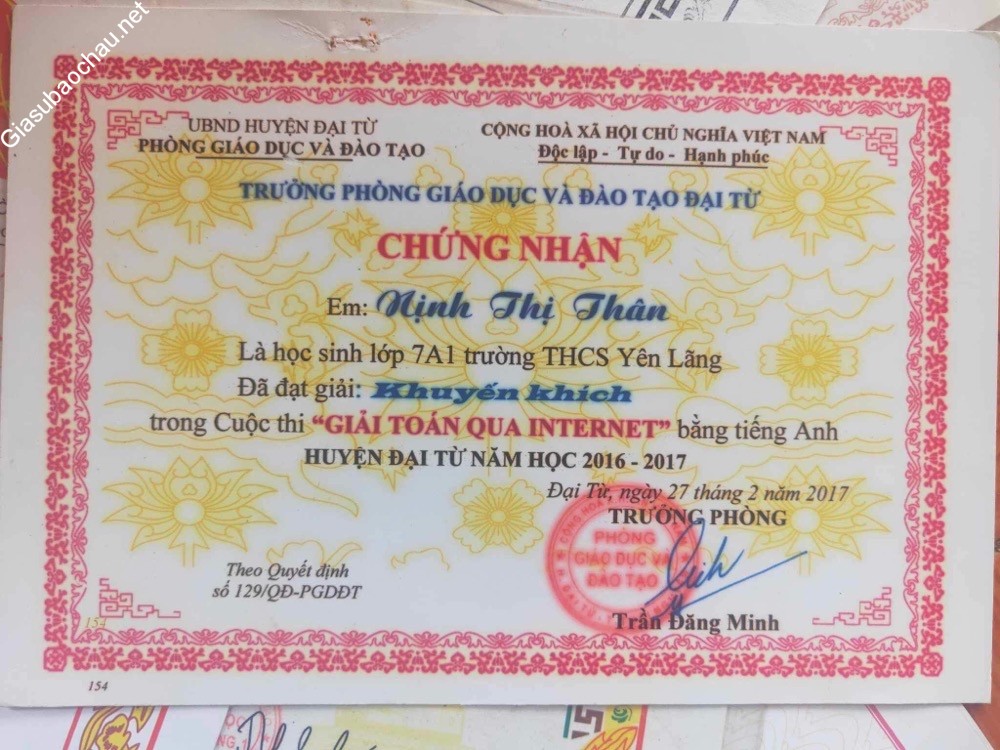 Giasubaochau.net
UBND HUYỆN ĐẠI TỪ
PHÒNG GIÁO DỤC VÀ ĐÀO TẠO
CỘNG HOÀ XÃ HỘI CHỦ NGHĨA VIỆT NAM
Độc lập - Tự do - Hạnh phúc
TRƯỞNG PHÒNG GIÁO DỤC VÀ ĐÀO TẠO ĐẠI TỪ
CHỨNG NHẬN
Em: Nịnh Thị Thân
Là học sinh lớp 7A1 trường THCS Yên Lãng
Đã đạt giải: Khuyến khích
trong Cuộc thi “GIẢI TOÁN QUA INTERNET” bằng tiếng Anh
HUYỆN ĐẠI TỪ NĂM HỌC 2016 - 2017
Đại Từ, ngày 27 tháng 2 năm 2017
TRƯỞNG PHÒNG
PHÒNG
GIÁO DỤC VÀ
ĐÀO TẠO
Theo Quyết định
số 129/QĐ-PGDĐT
Trần Đăng Minh
154
154